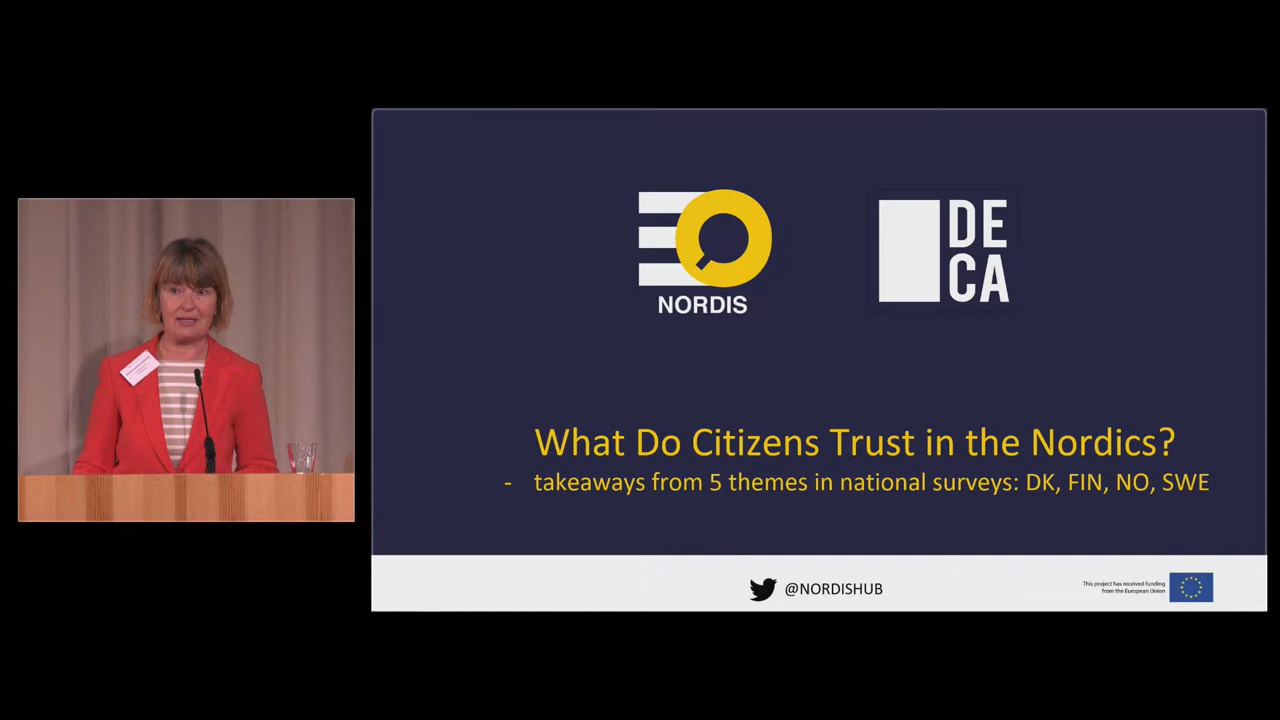 NORDIS
DE
CA
What Do Citizens Trust in the Nordics?
- takeaways from 5 themes in national surveys: DK, FIN, NO, SWE
@NORDISHUB
This project has received funding
from the European Union